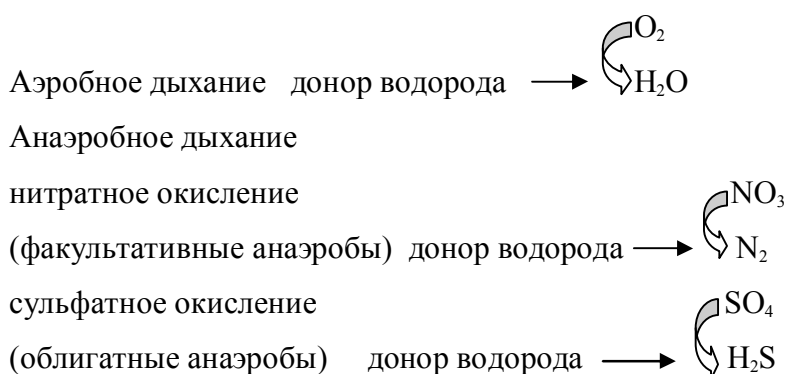 O₂
Аэробное дыхание донор водорода → H₂O
Анаэробное дыхание
нитратное окисление NO₃
(факультативные анаэробы) донор водорода → N₂
сульфатное окисление SO₄
(облигатные анаэробы) донор водорода → H₂S